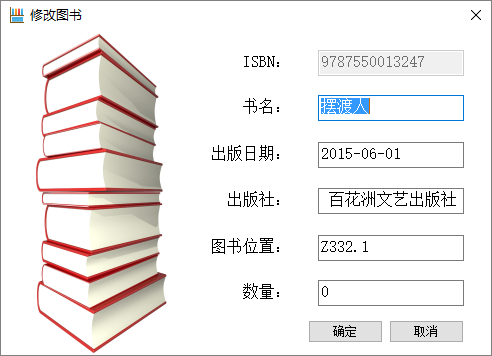 修改图书
ISBN： 9787550013247
书名： 摆渡人
出版日期： 2015-06-01
出版社： 百花洲文艺出版社
图书位置： Z332.1
数量： 0
确定 取消